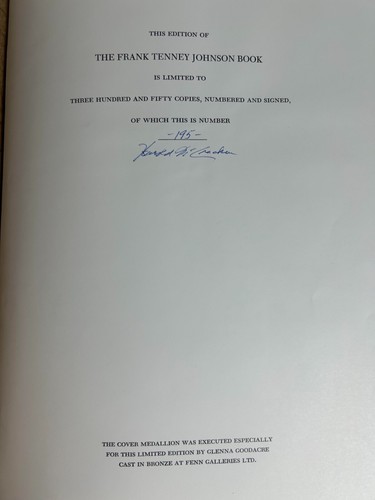 THIS EDITION OF
THE FRANK TENNEY JOHNSON BOOK
IS LIMITED TO
THREE HUNDRED AND FIFTY COPIES, NUMBERED AND SIGNED,
OF WHICH THIS IS NUMBER
-195-
Harold McCracken
THE COVER MEDALLION WAS EXECUTED ESPECIALLY
FOR THIS LIMITED EDITION BY GLENNA GOODACRE
CAST IN BRONZE AT FENN GALLERIES LTD.